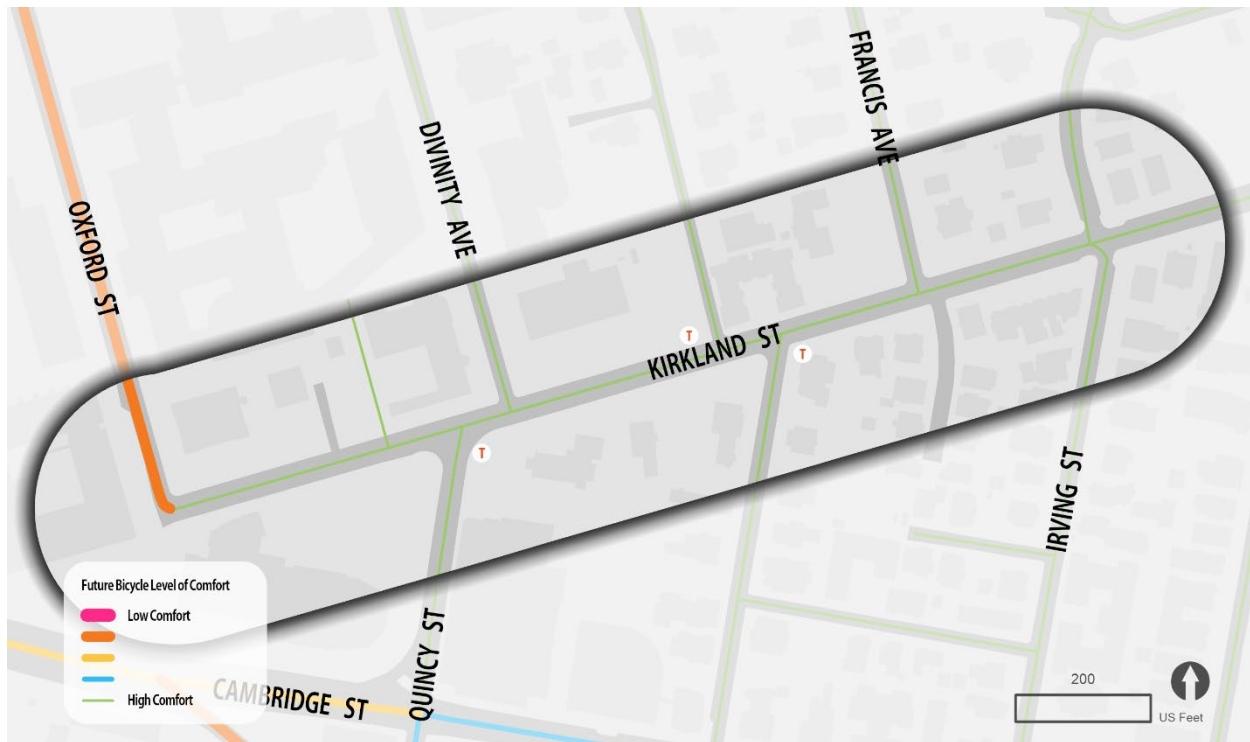 FRANCIS AVE
DIVINITY AVE
OXFORD ST
T
KIRKLAND ST
T
T
IRVING ST
Future Bicycle Level of Comfort
Low Comfort
High Comfort
CAMBRIDGE ST
QUINCY ST
200
US Feet